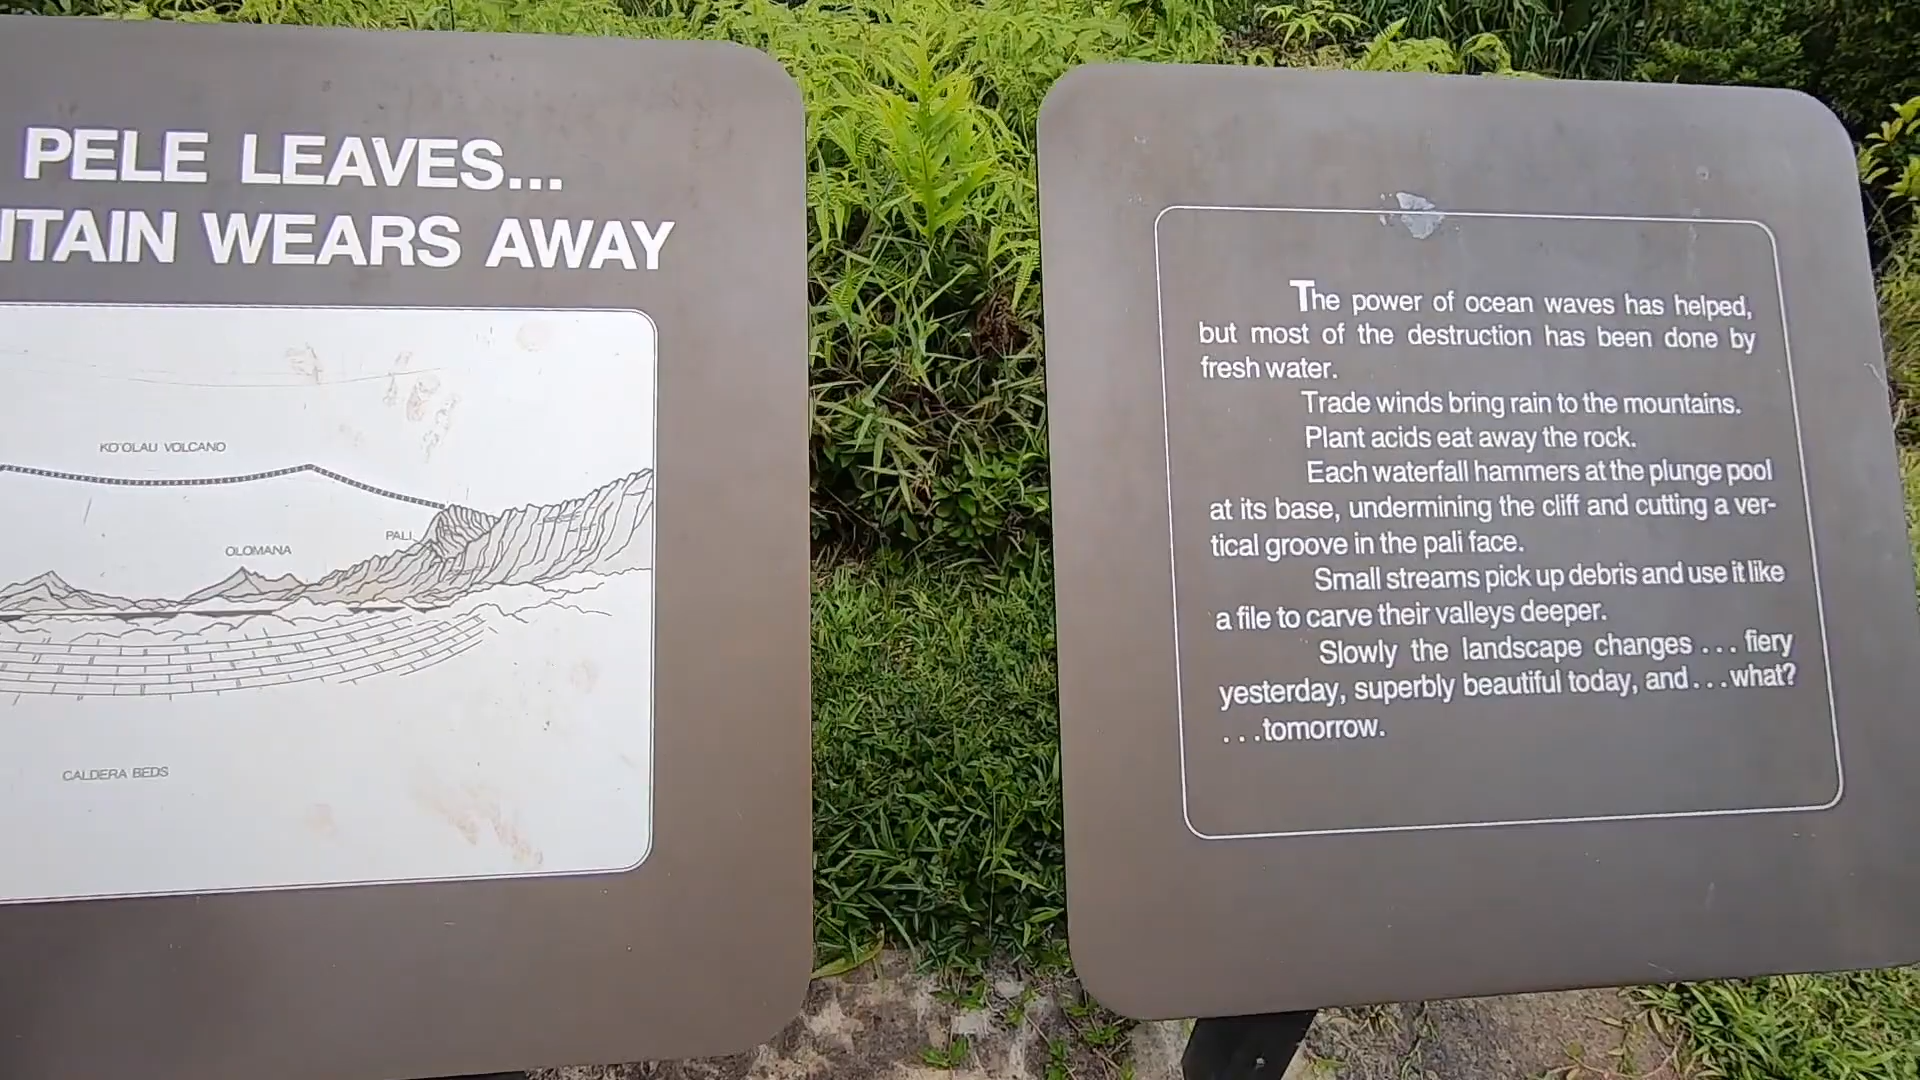 PELE LEAVES...
NTAIN WEARS AWAY
KO'OLAU VOLCANO
PALI
OLOMANA
CALDERA BEDS
The power of ocean waves has helped,
but most of the destruction has been done by
fresh water.
Trade winds bring rain to the mountains.
Plant acids eat away the rock.
Each waterfall hammers at the plunge pool
at its base, undermining the cliff and cutting a ver-
tical groove in the pali face.
Small streams pick up debris and use it like
a file to carve their valleys deeper.
Slowly the landscape changes ... fiery
yesterday, superbly beautiful today, and ... what?
...tomorrow.